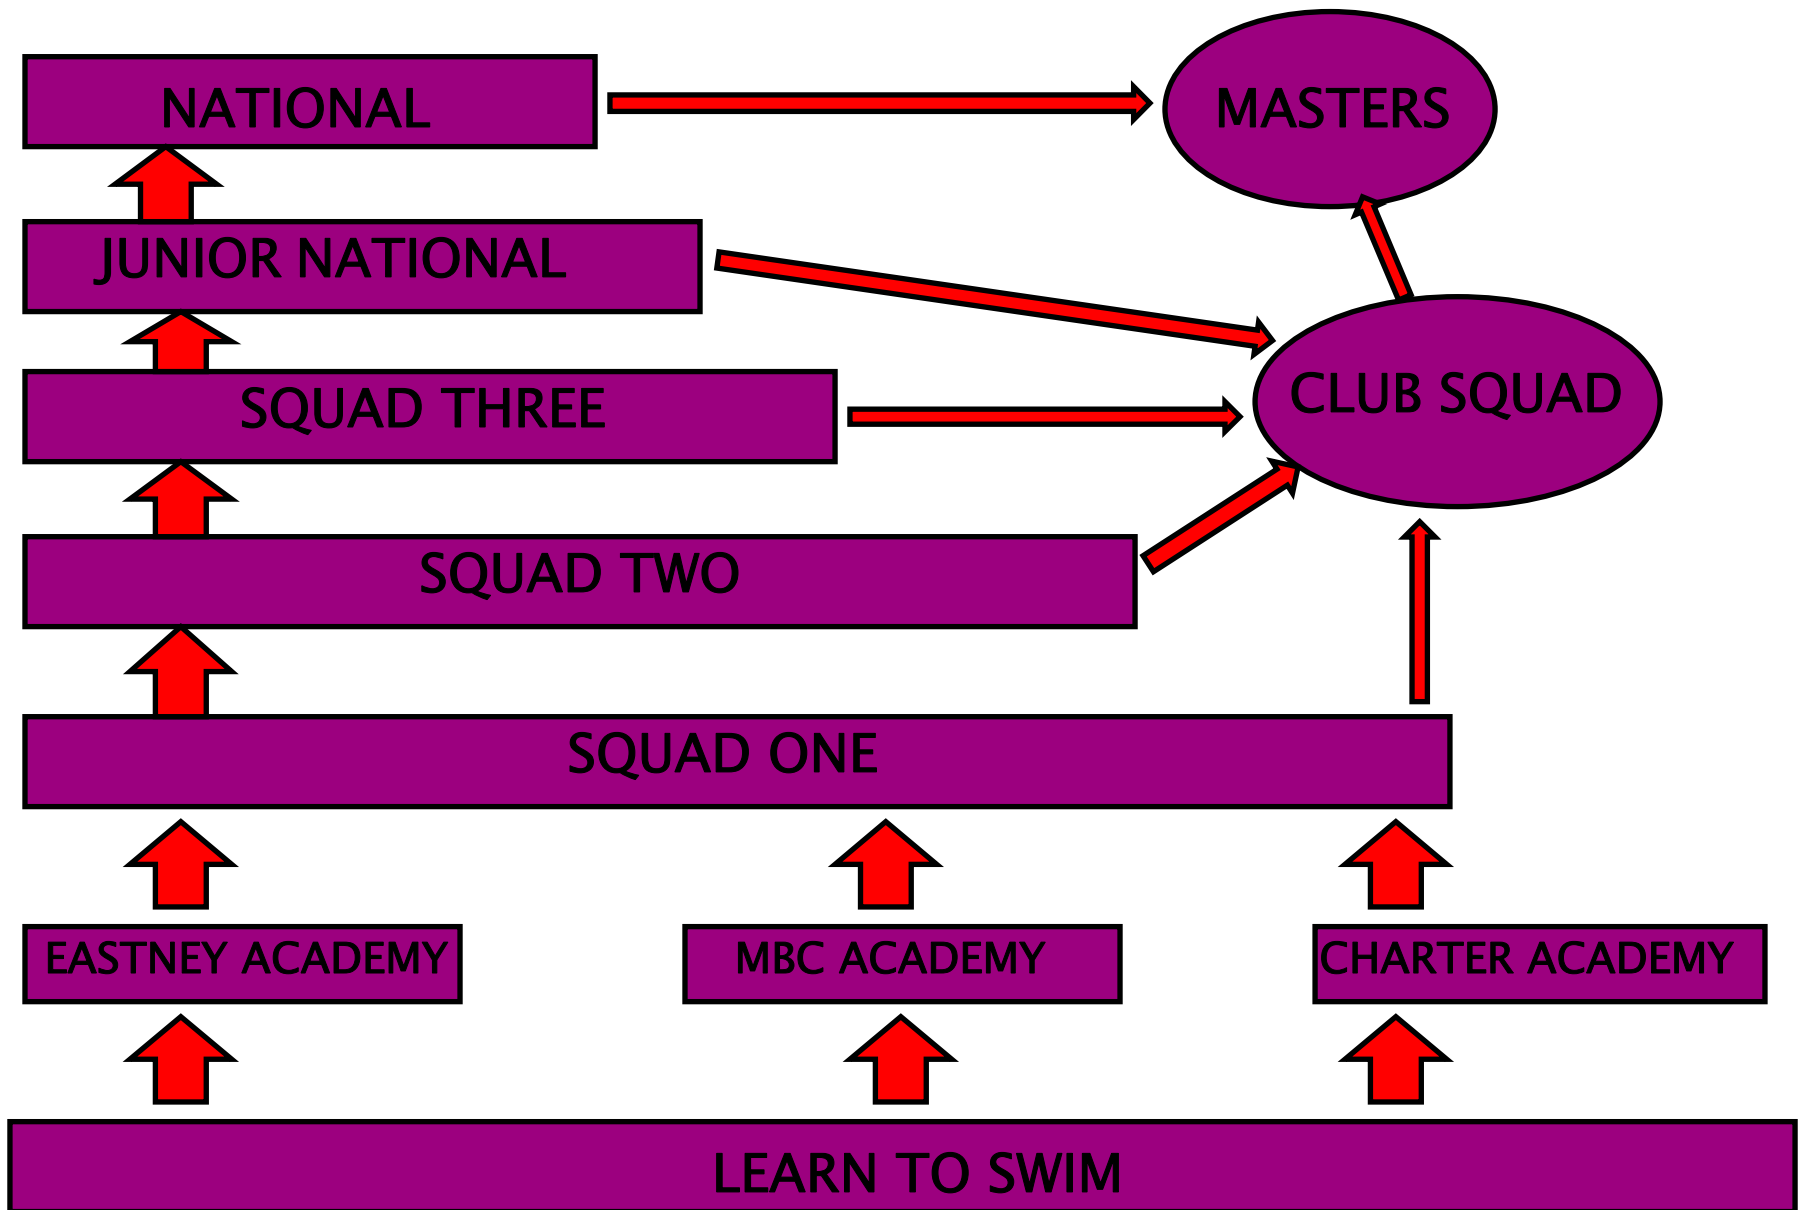 NATIONAL
MASTERS
JUNIOR NATIONAL
CLUB SQUAD
SQUAD THREE
SQUAD TWO
SQUAD ONE
EASTNEY ACADEMY
MBC ACADEMY
CHARTER ACADEMY
LEARN TO SWIM